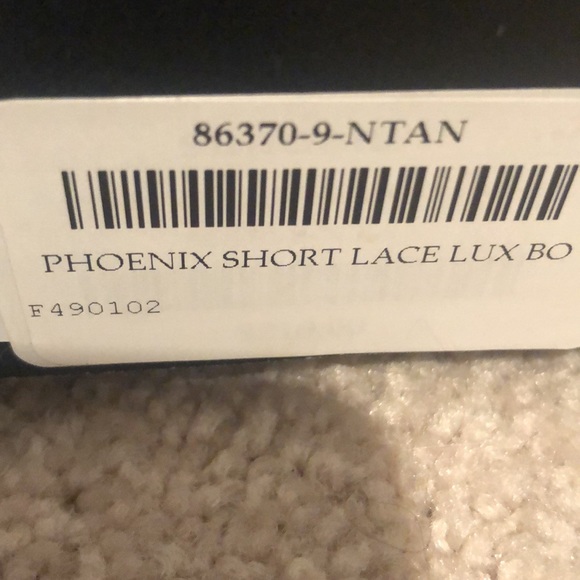 86370-9-NTAN
PHOENIX SHORT LACE LUX BO
F490102